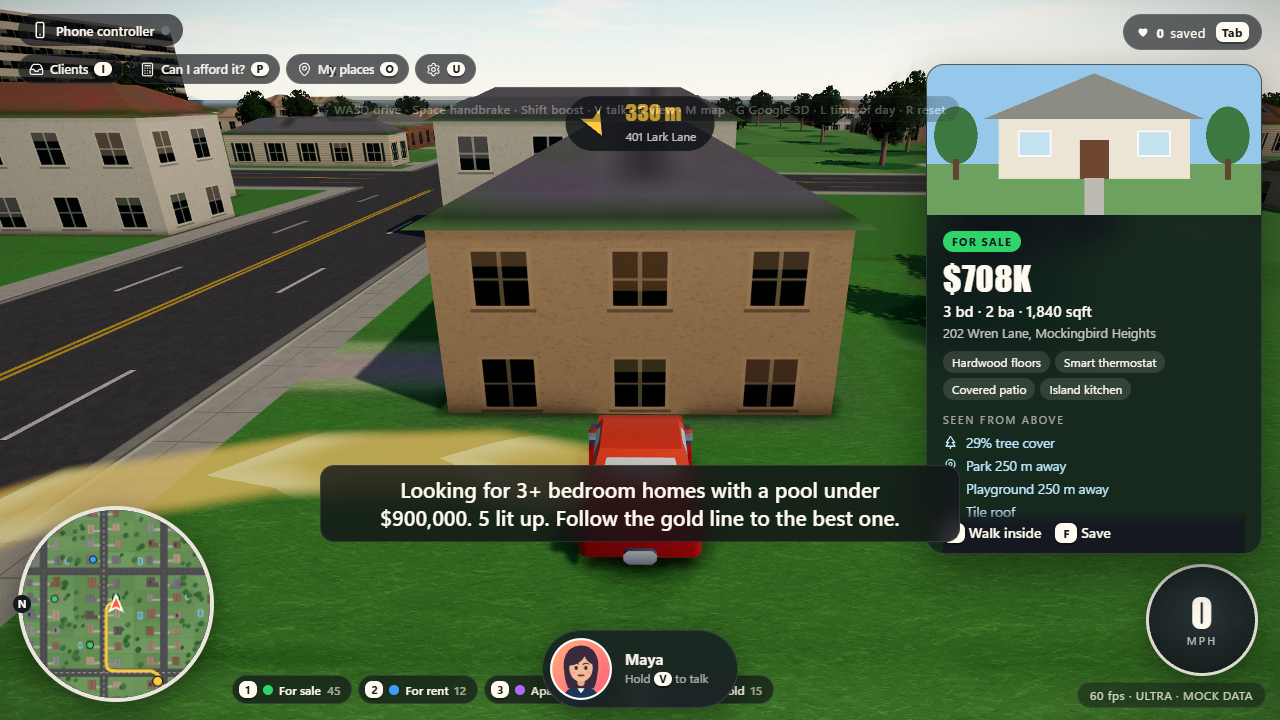 Phone controller
0 saved Tab
Clients I
Can I afford it? P
My places O
U
WASD drive · Space handbrake · Shift boost · V talk M map · G Google 3D · L time of day · R reset
330 m
401 Lark Lane
FOR SALE
$708K
3 bd · 2 ba · 1,840 sqft
202 Wren Lane, Mockingbird Heights
Hardwood floors
Smart thermostat
Covered patio
Island kitchen
SEEN FROM ABOVE
29% tree cover
Park 250 m away
Playground 250 m away
Tile roof
Walk inside F Save
Looking for 3+ bedroom homes with a pool under
$900,000. 5 lit up. Follow the gold line to the best one.
N
0
MPH
Maya
Hold V to talk
1 For sale 45
2 For rent 12
3
15
60 fps · ULTRA · MOCK DATA